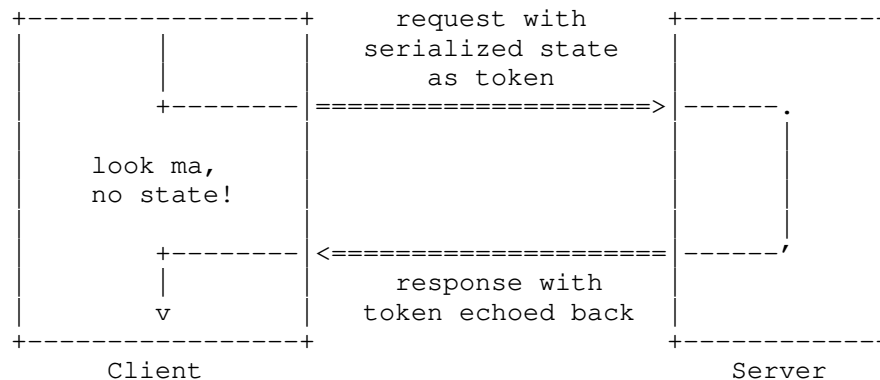 request with
serialized state
as token
look ma,
no state!
response with
token echoed back
Client
Server